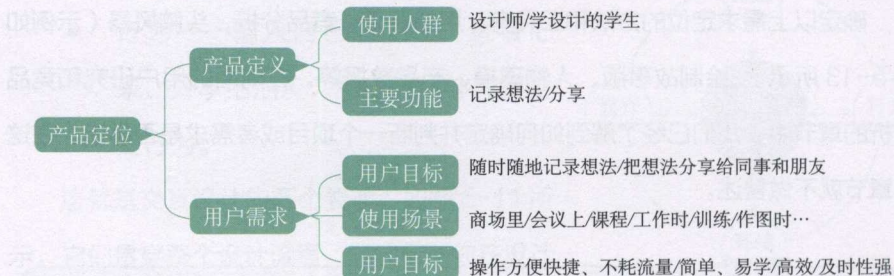 使用人群 设计师/学设计的学生
产品定义
主要功能 记录想法/分享
产品定位
用户目标 随时随地记录想法/把想法分享给同事和朋友
用户需求 使用场景 商场里/会议上/课程/工作时/训练/作图时…
用户目标 操作方便快捷、不耗流量/简单、易学/高效/及时性强